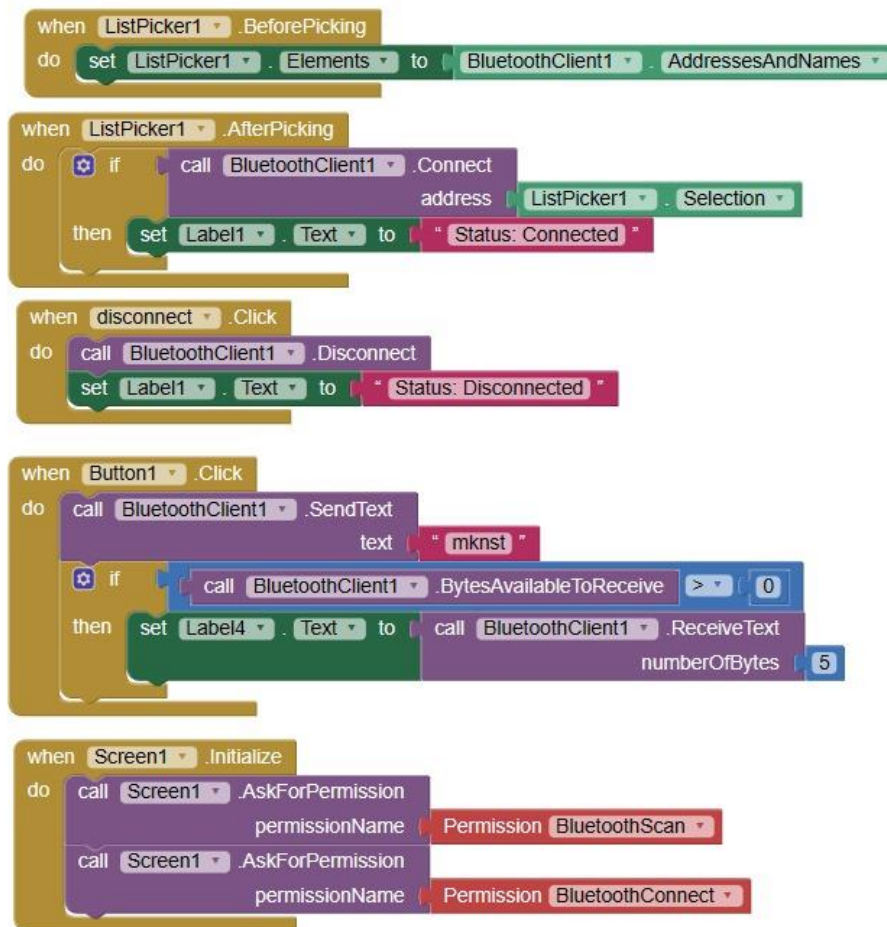 when ListPicker1 .BeforePicking
do set ListPicker1 . Elements to BluetoothClient1 . AddressesAndNames
when ListPicker1 .AfterPicking
do if call BluetoothClient1 .Connect
address ListPicker1 . Selection
then set Label1 . Text to " Status: Connected "
when disconnect .Click
do call BluetoothClient1 .Disconnect
set Label1 . Text to " Status: Disconnected "
when Button1 .Click
do call BluetoothClient1 .SendText
text " mknst "
if call BluetoothClient1 .BytesAvailableToReceive > 0
then set Label4 . Text to call BluetoothClient1 .ReceiveText
numberOfBytes 5
when Screen1 .Initialize
do call Screen1 .AskForPermission
permissionName Permission BluetoothScan
call Screen1 .AskForPermission
permissionName Permission BluetoothConnect